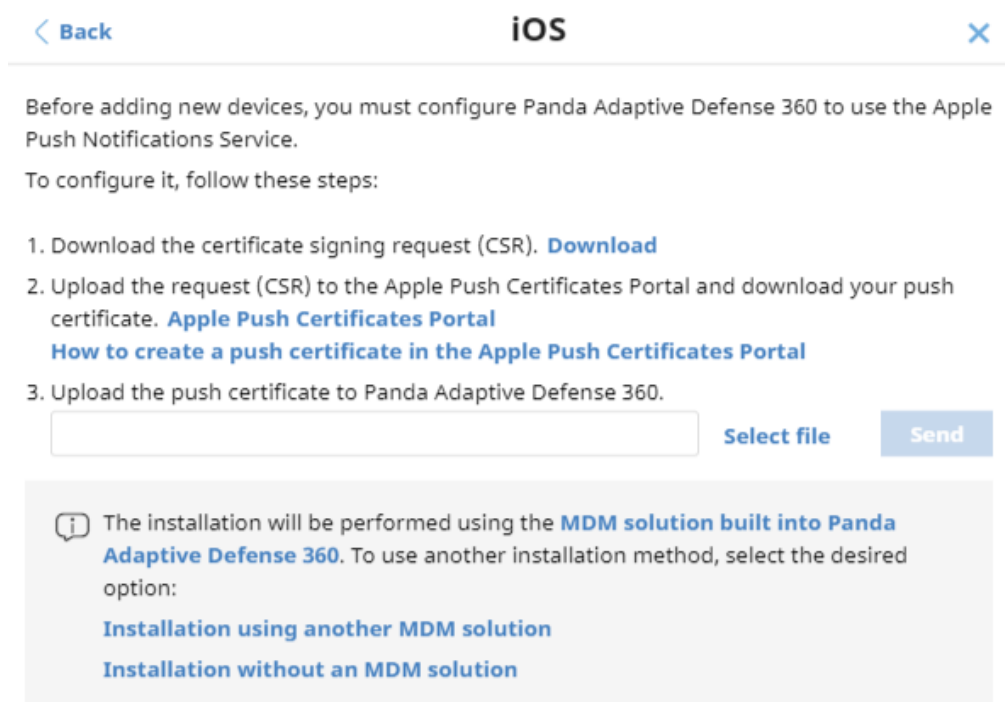 Back
iOS
Before adding new devices, you must configure Panda Adaptive Defense 360 to use the Apple
Push Notifications Service.
To configure it, follow these steps:
1. Download the certificate signing request (CSR). Download
2. Upload the request (CSR) to the Apple Push Certificates Portal and download your push
certificate. Apple Push Certificates Portal
How to create a push certificate in the Apple Push Certificates Portal
3. Upload the push certificate to Panda Adaptive Defense 360.
Select file Send
The installation will be performed using the MDM solution built into Panda
Adaptive Defense 360. To use another installation method, select the desired
option:
Installation using another MDM solution
Installation without an MDM solution